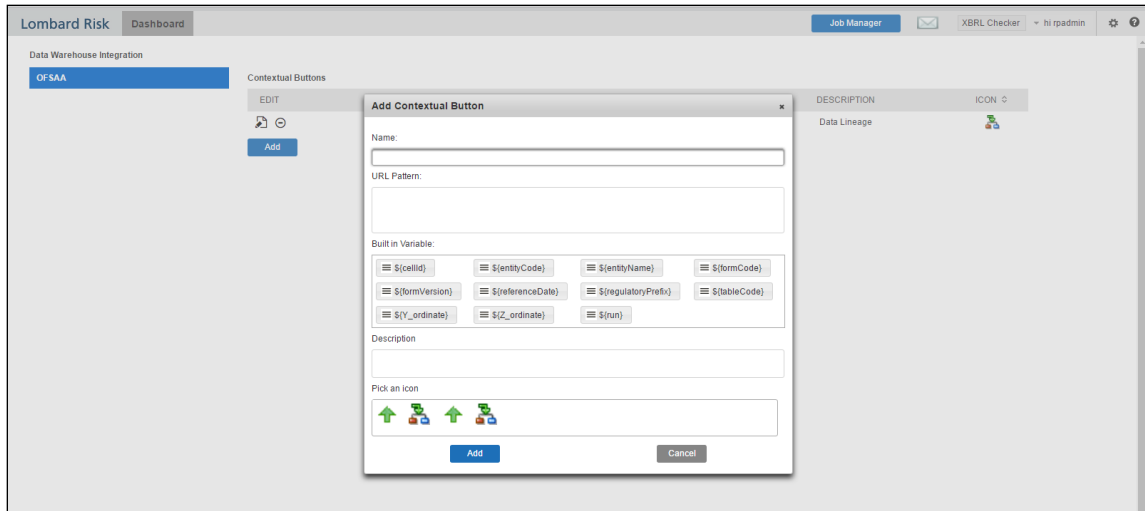 Lombard Risk Dashboard Job Manager XBRL Checker hi rpadmin
Data Warehouse Integration
OFSAA
Contextual Buttons
EDIT DESCRIPTION ICON
Data Lineage
Add
Add Contextual Button
Name:
URL Pattern:
Built in Variable:
${cellId} ${entityCode} ${entityName} ${formCode}
${formVersion} ${referenceDate} ${regulatoryPrefix} ${tableCode}
${Y_ordinate} ${Z_ordinate} ${run}
Description
Pick an icon
Add Cancel